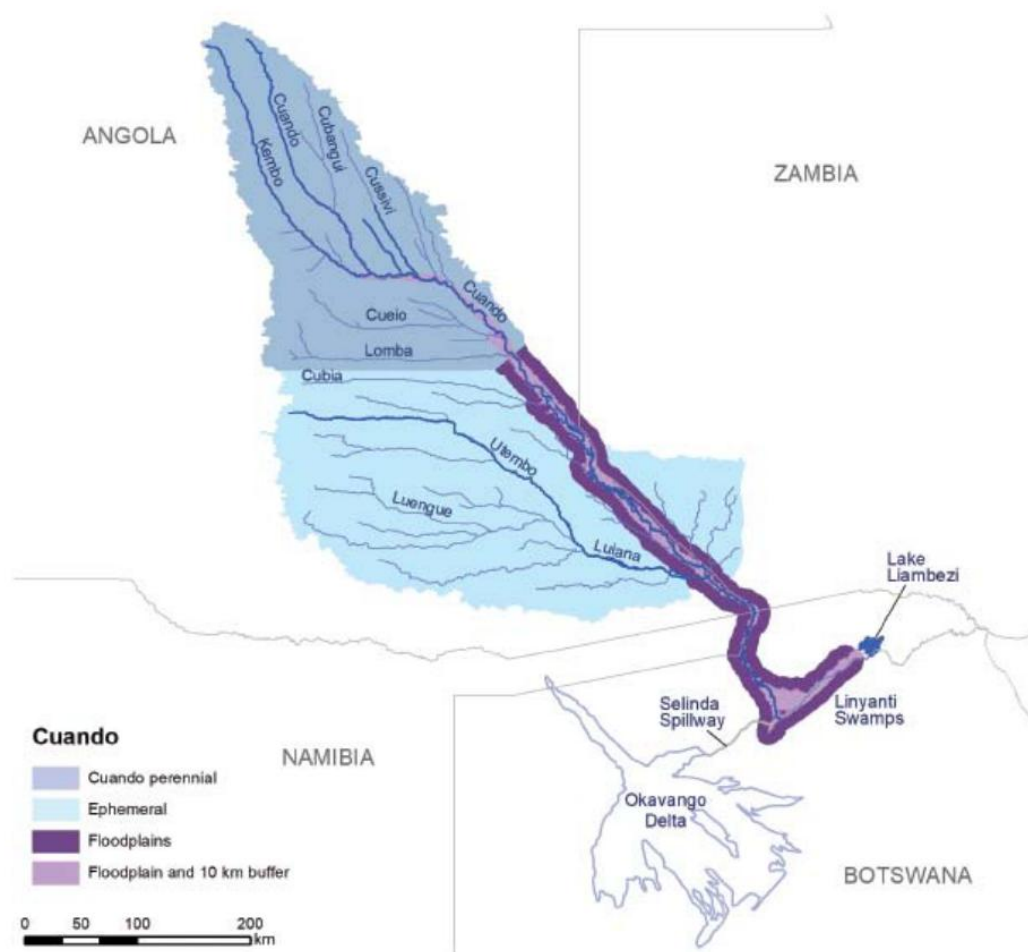 ANGOLA
ZAMBIA
Kembo
Cuando
Cubangui
Cussivi
Cuando
Cueio
Lomba
Cubia
Utembo
Luengue
Luiana
Lake
Liambezi
Selinda
Spillway
Linyanti
Swamps
NAMIBIA
Okavango
Delta
BOTSWANA
Cuando
Cuando perennial
Ephemeral
Floodplains
Floodplain and 10 km buffer
0 50 100 200
km